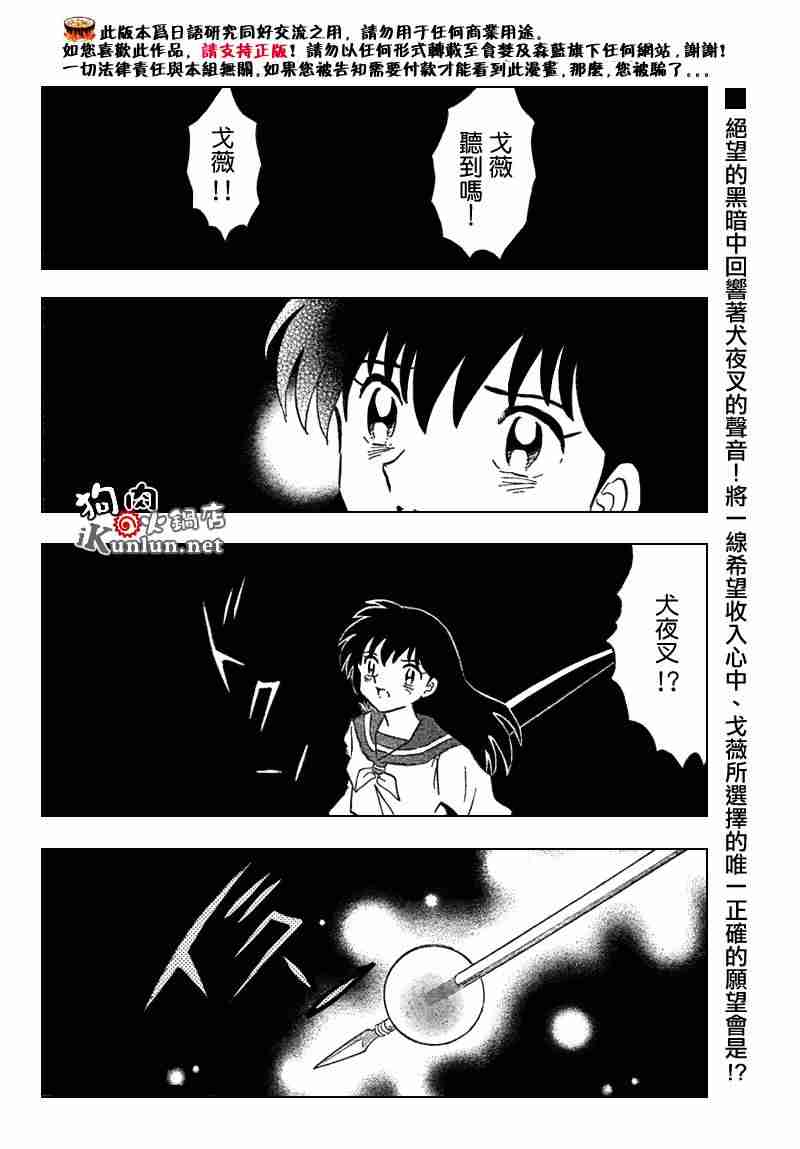 此版本爲日語研究同好交流之用，請勿用于任何商業用途。
如您喜歡此作品，請支持正版！請勿以任何形式轉載至貪婪及森藍旗下任何網站，謝謝！
一切法律責任與本組無關，如果您被告知需要付款才能看到此漫畫，那麼，您被騙了。。。
■絕望的黑暗中回響著犬夜叉的聲音！將一線希望收入心中、戈薇所選擇的唯一正確的願望會是!?
戈薇
聽到嗎！
戈薇!!
狗肉火鍋店
iKunlun.net
犬夜叉!?
ドク
ドク